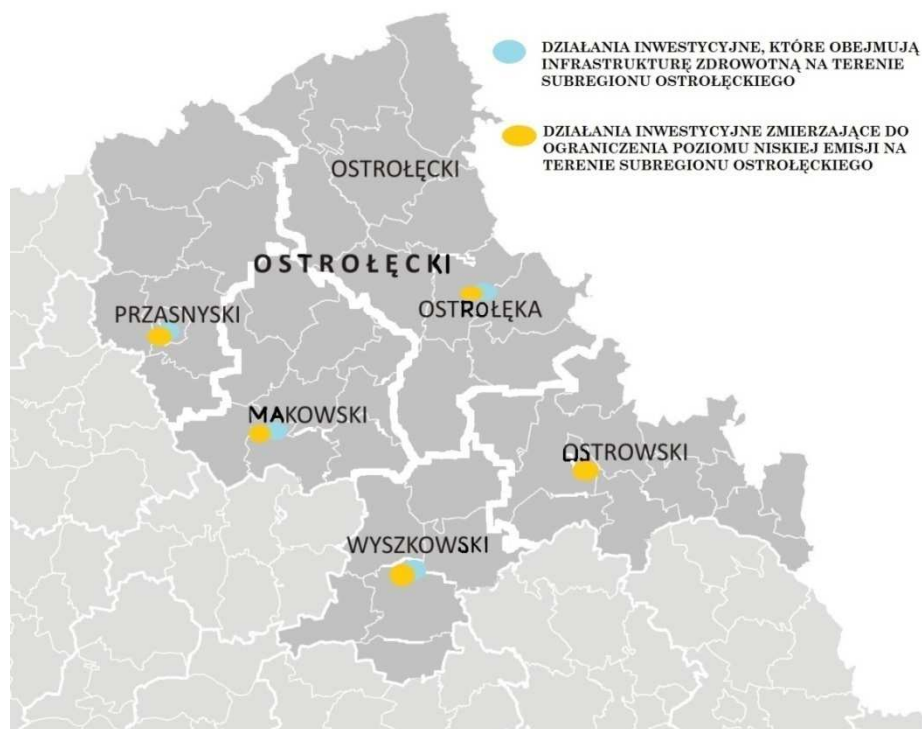 DZIAŁANIA INWESTYCYJNE, KTÓRE OBEJMUJĄ
INFRASTRUKTURĘ ZDROWOTNĄ NA TERENIE
SUBREGIONU OSTROŁĘCKIEGO
DZIAŁANIA INWESTYCYJNE ZMIERZAJĄCE DO
OGRANICZENIA POZIOMU NISKIEJ EMISJI NA
TERENIE SUBREGIONU OSTROŁĘCKIEGO
OSTROŁĘCKI
OSTROŁĘCKI
OSTROŁĘKA
PRZASNYSKI
MAKOWSKI
OSTROWSKI
WYSZKOWSKI